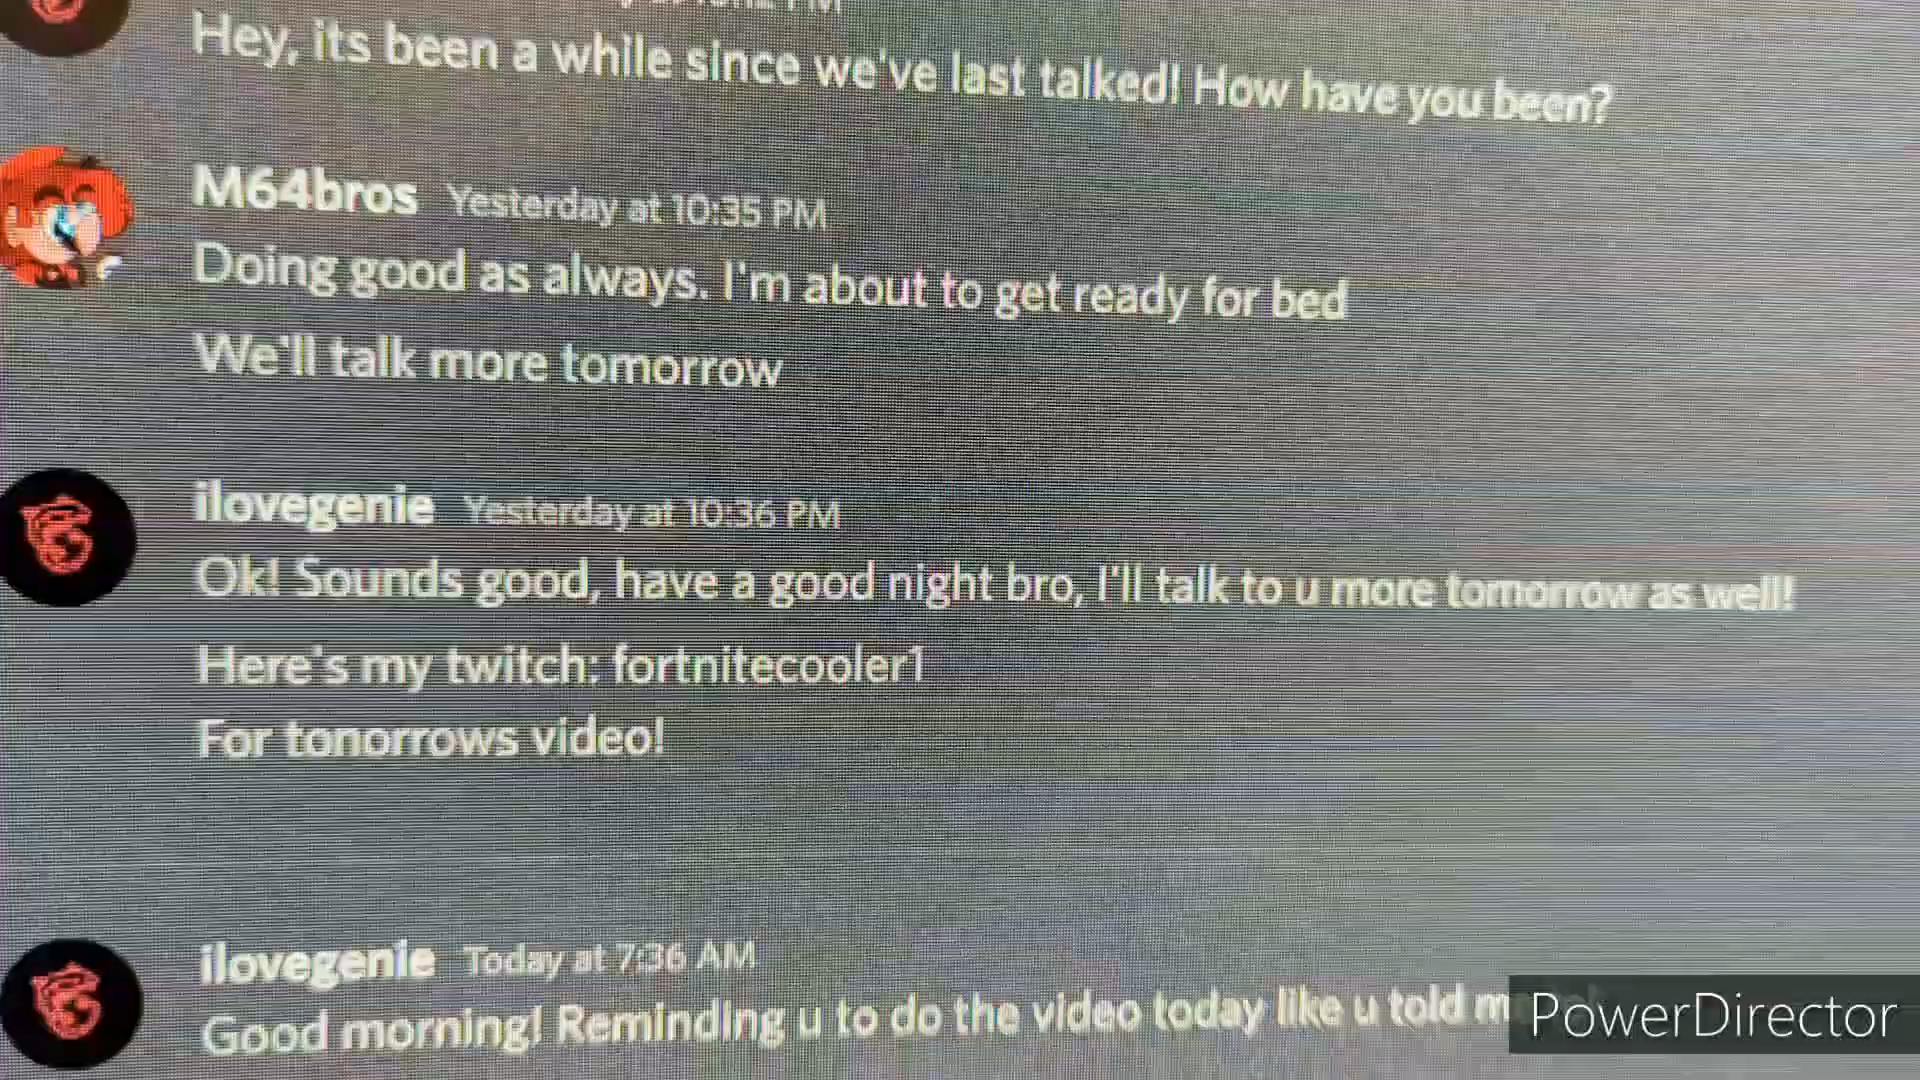 Hey, its been a while since we've last talked! How have you been?
M64bros Yesterday at 10:35 PM
Doing good as always. I'm about to get ready for bed
We'll talk more tomorrow
ilovegenie Yesterday at 10:36 PM
Ok! Sounds good, have a good night bro, I'll talk to u more tomorrow as well!
Here's my twitch: fortnitecooler1
For tonorrows video!
ilovegenie Today at 7:36 AM
Good morning! Reminding u to do the video today like u told
PowerDirector